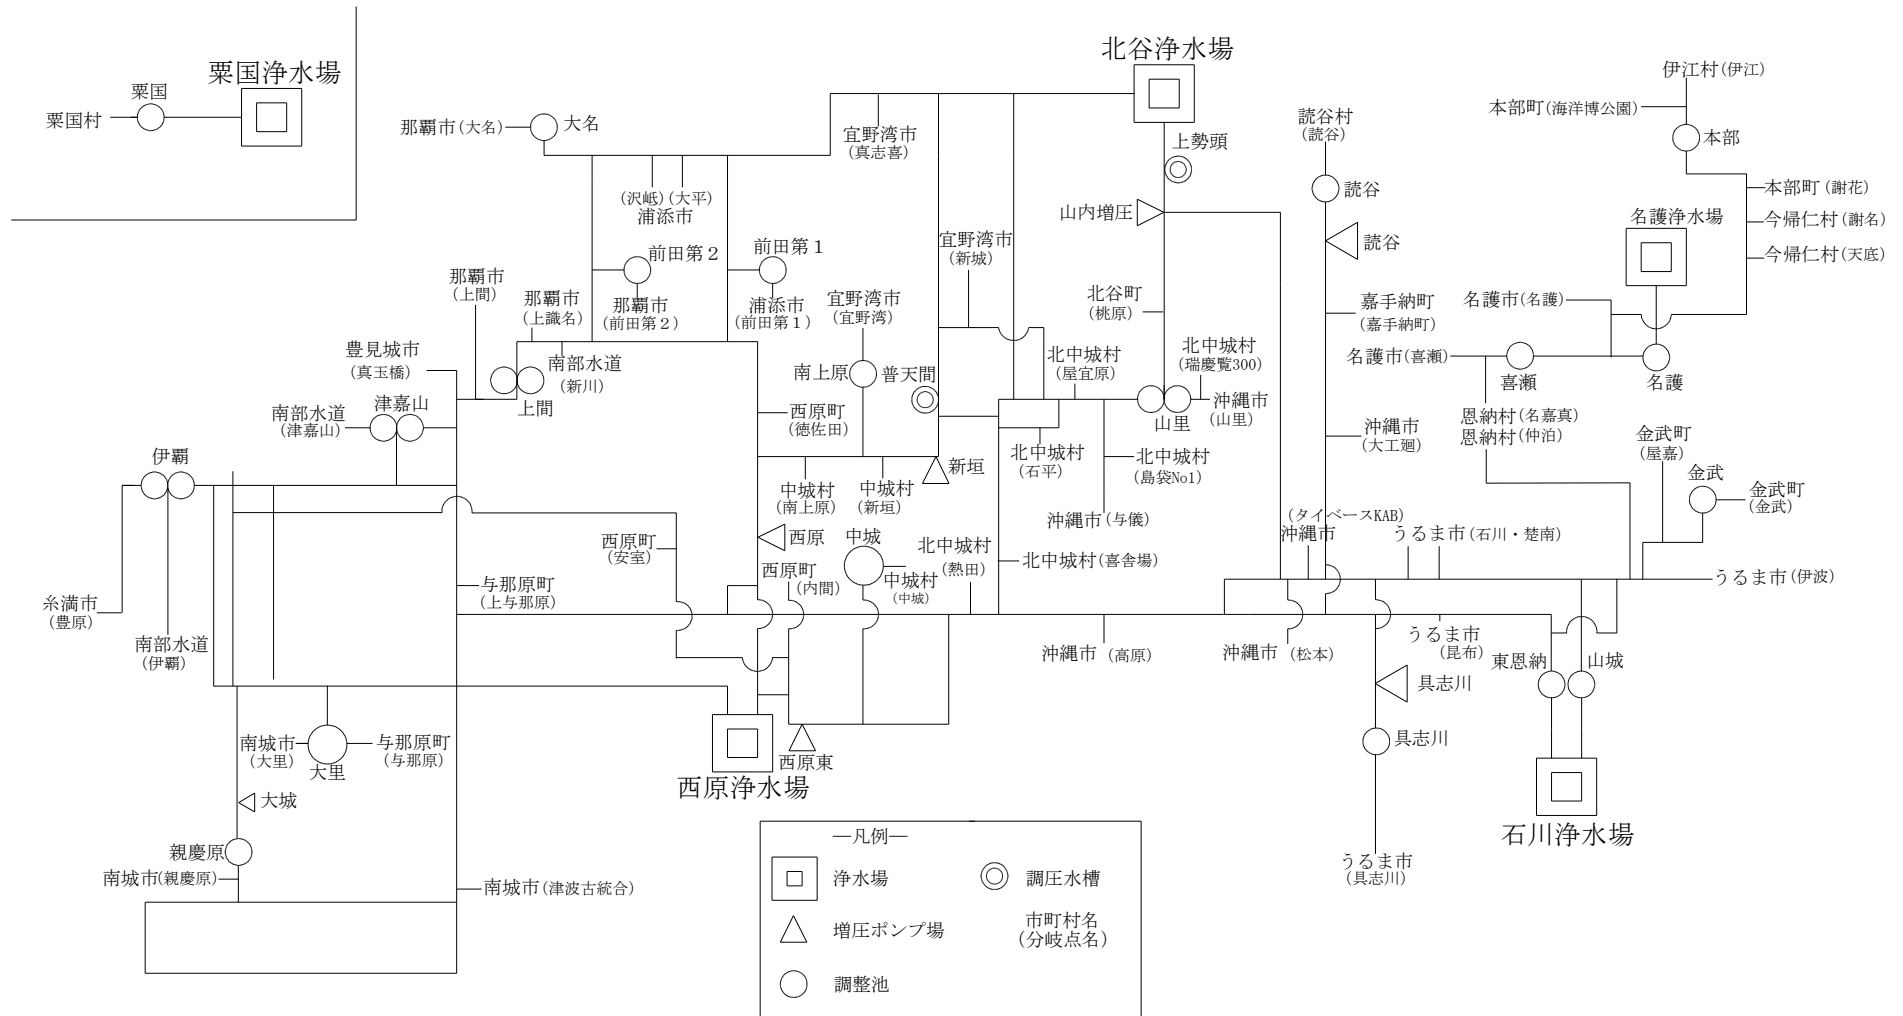 粟国浄水場
粟国
粟国村
北谷浄水場
那覇市(大名)
大名
宜野湾市
(真志喜)
上勢頭
読谷村
(読谷)
伊江村(伊江)
本部町(海洋博公園)
本部
(沢岻)(大平)
浦添市
山内増圧
読谷
本部町(謝花)
名護浄水場
今帰仁村(謝名)
今帰仁村(天底)
読谷
宜野湾市
(新城)
前田第2
前田第1
那覇市
(上間)
那覇市
(上識名)
那覇市
(前田第2)
浦添市
(前田第1)
宜野湾市
(宜野湾)
北谷町
(桃原)
嘉手納町
(嘉手納町)
名護市(名護)
豊見城市
(真玉橋)
南部水道
(新川)
南上原
普天間
北中城村
(屋宜原)
北中城村
(瑞慶覧300)
名護市(喜瀬)
喜瀬
名護
上間
南部水道
(津嘉山)
津嘉山
西原町
(徳佐田)
山里
沖縄市
(山里)
恩納村(名嘉真)
恩納村(仲泊)
沖縄市
(大工廻)
金武町
(屋嘉)
伊覇
新垣
北中城村
(石平)
北中城村
(島袋No1)
金武
金武町
(金武)
中城村
(南上原)
中城村
(新垣)
沖縄市(与儀)
(タイベースKAB)
沖縄市
うるま市(石川・楚南)
西原町
(安室)
西原
中城
北中城村
(熱田)
北中城村(喜舎場)
西原町
(内間)
中城村
(中城)
うるま市(伊波)
与那原町
(上与那原)
糸満市
(豊原)
南部水道
(伊覇)
沖縄市 (高原)
沖縄市 (松本)
うるま市
(昆布)
東恩納
山城
具志川
南城市
(大里)
大里
与那原町
(与那原)
西原東
具志川
西原浄水場
大城
石川浄水場
親慶原
南城市(親慶原)
南城市(津波古統合)
うるま市
(具志川)
―凡例―
浄水場
調圧水槽
増圧ポンプ場
市町村名
(分岐点名)
調整池